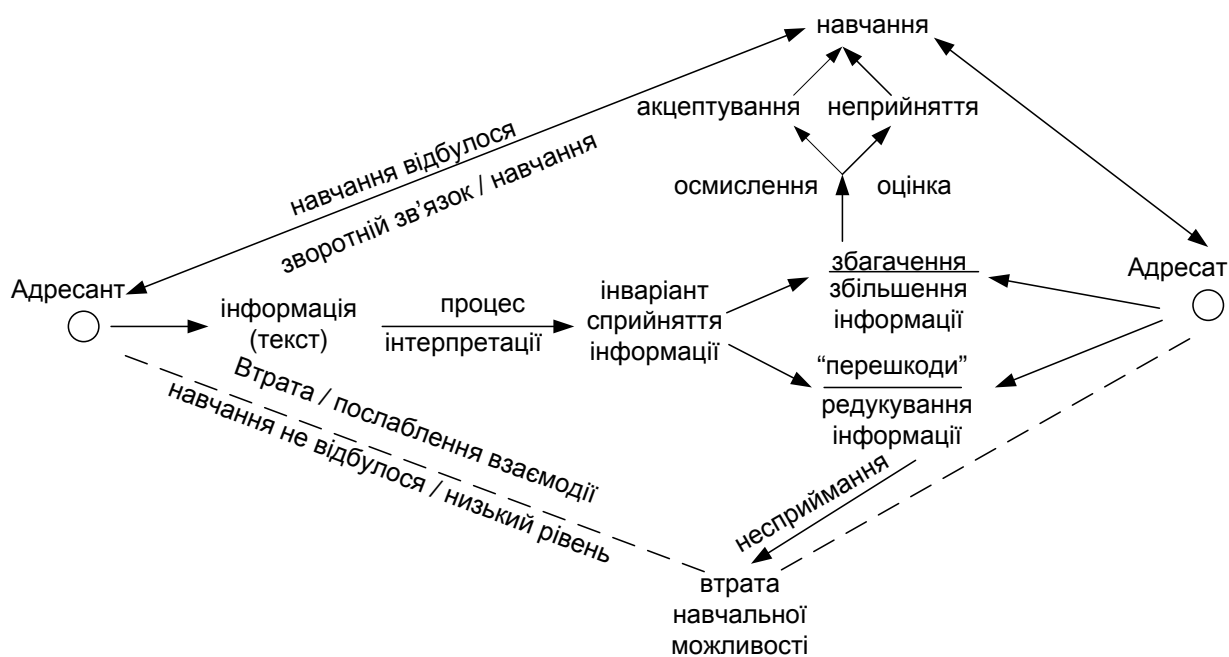 навчання
акцептування
неприйняття
навчання відбулося
зворотній зв’язок / навчання
осмислення
оцінка
Адресант
Адресат
інформація
(текст)
процес
інтерпретації
інваріант
сприйняття
інформації
збагачення
збільшення
інформації
“перешкоди”
редукування
інформації
Втрата / послаблення взаємодії
навчання не відбулося / низький рівень
несприймання
втрата
навчальної
можливості